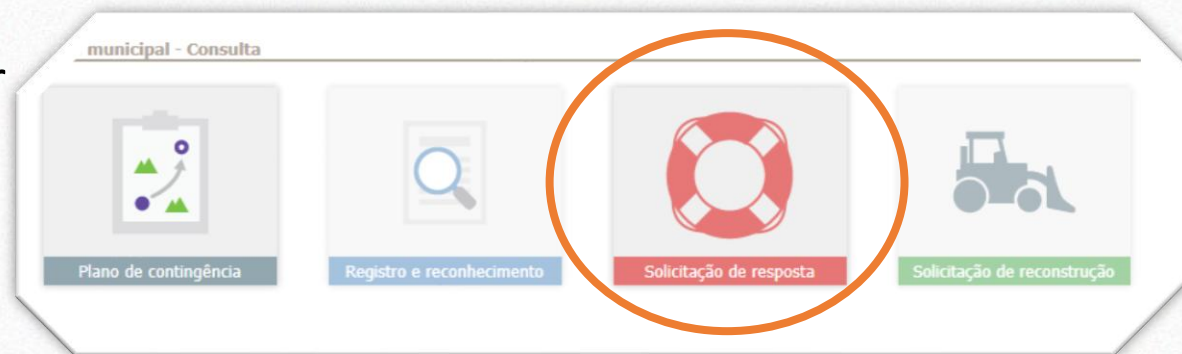 municipal - Consulta
Plano de contingência
Registro e reconhecimento
Solicitação de resposta
Solicitação de reconstrução